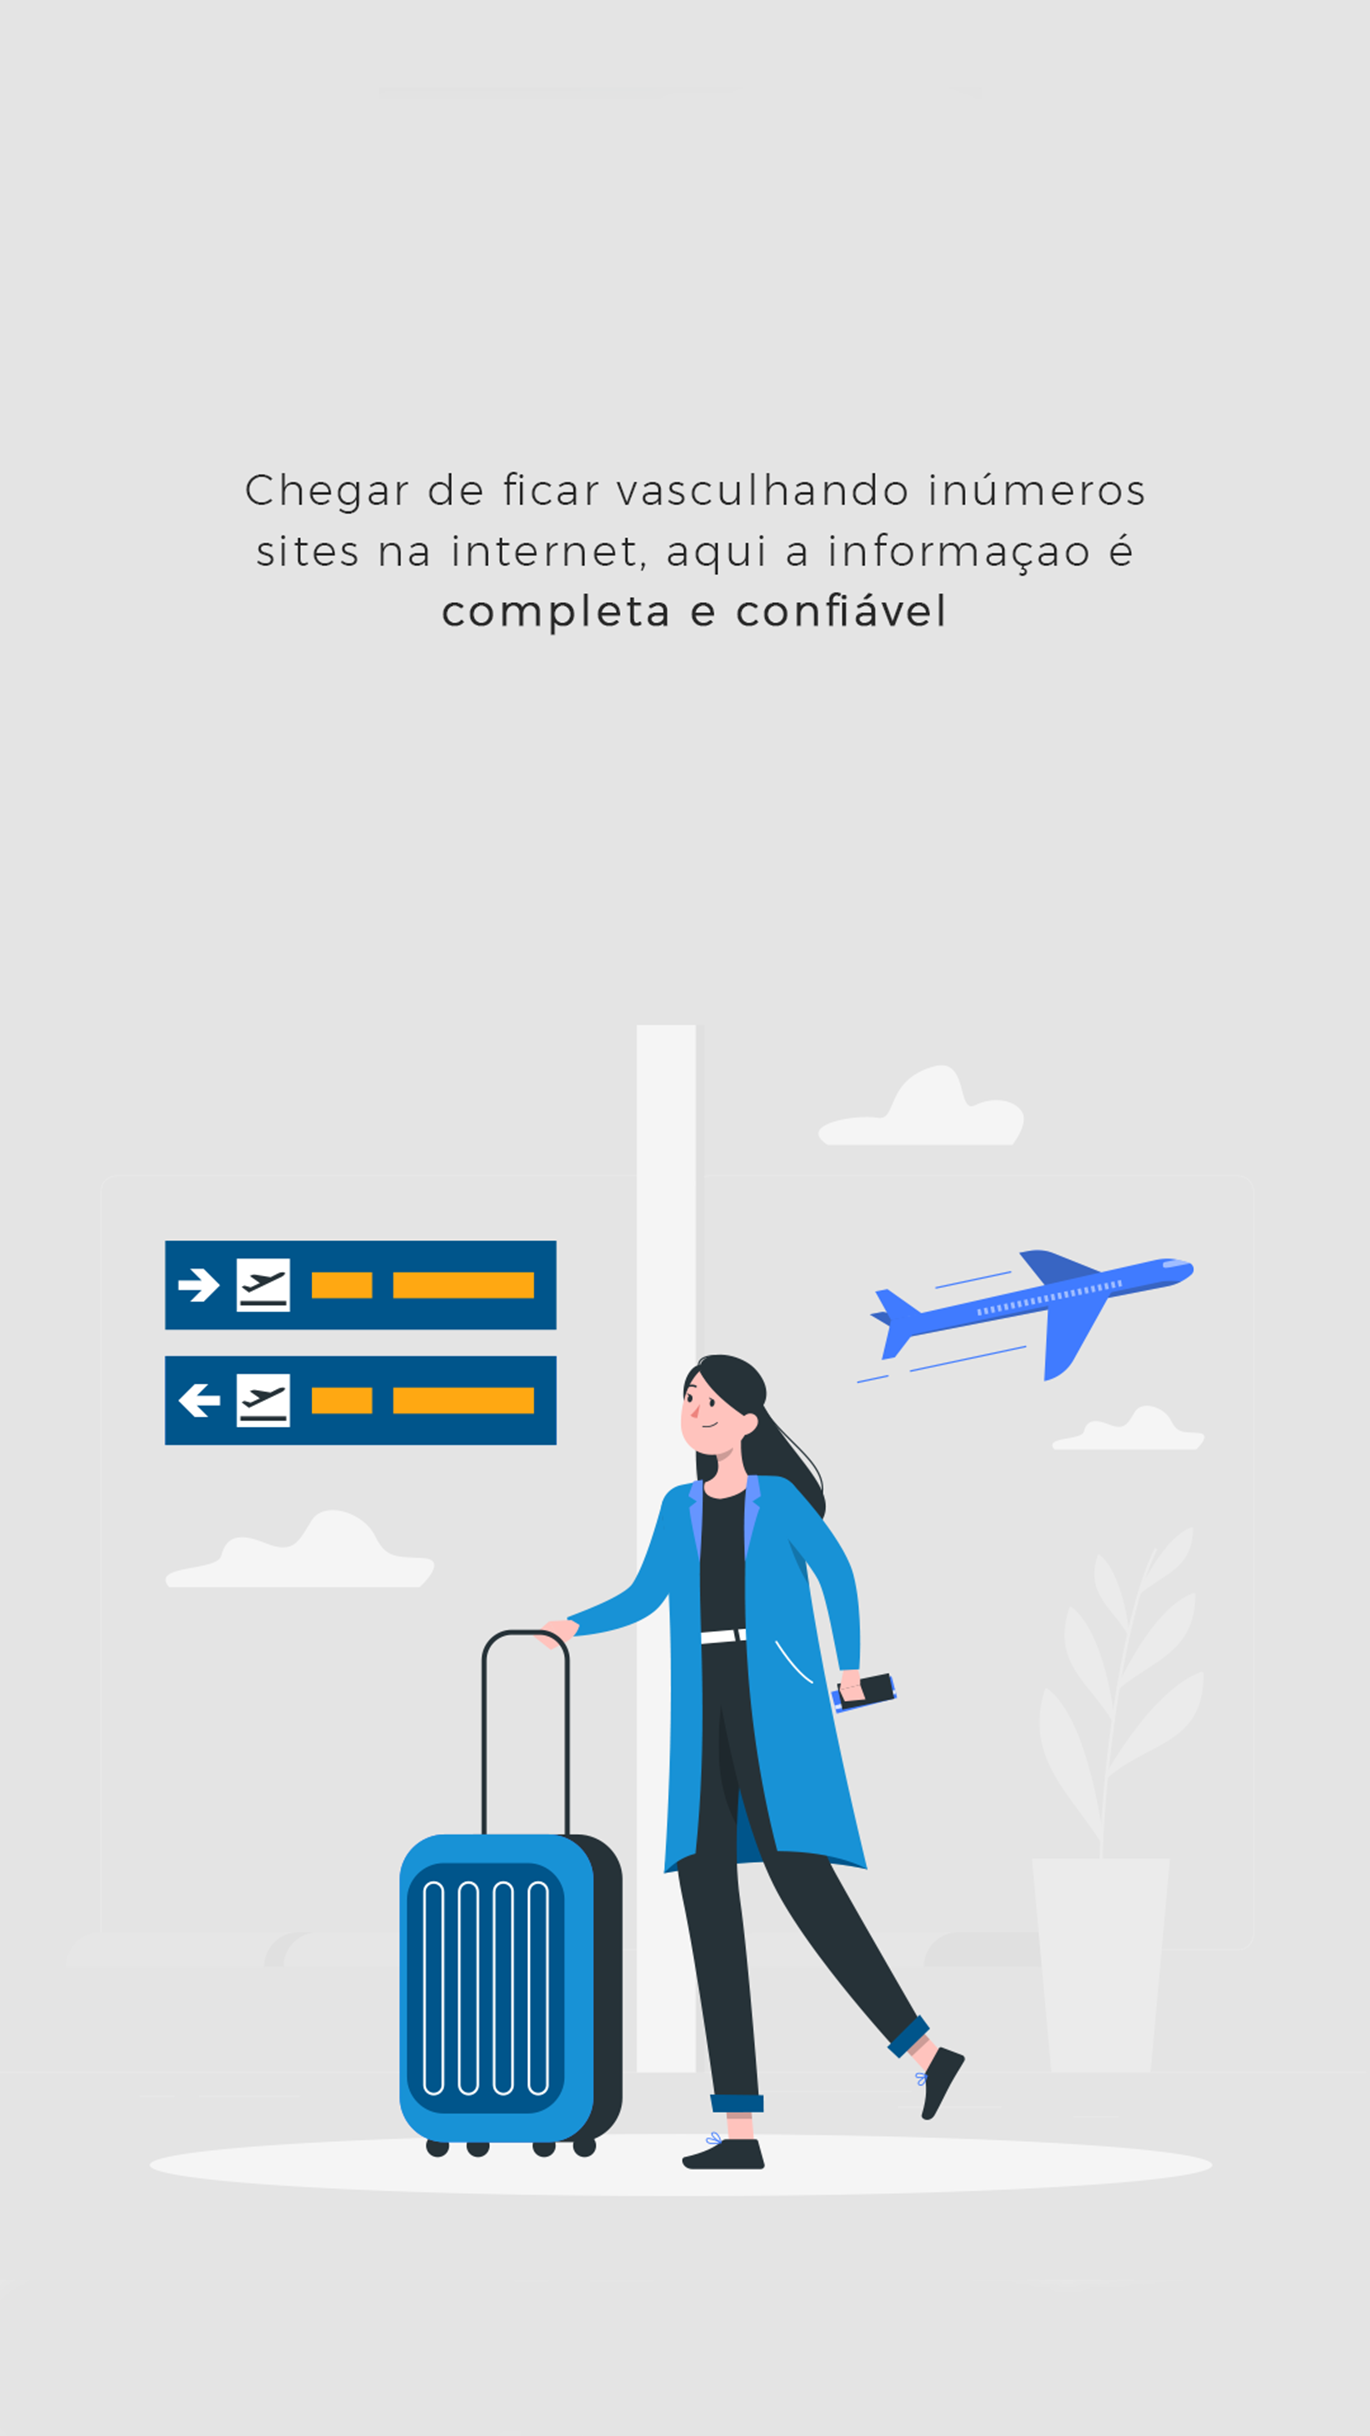 Chegar de ficar vasculhando inúmeros
sites na internet, aqui a informaçao é
completa e confiável